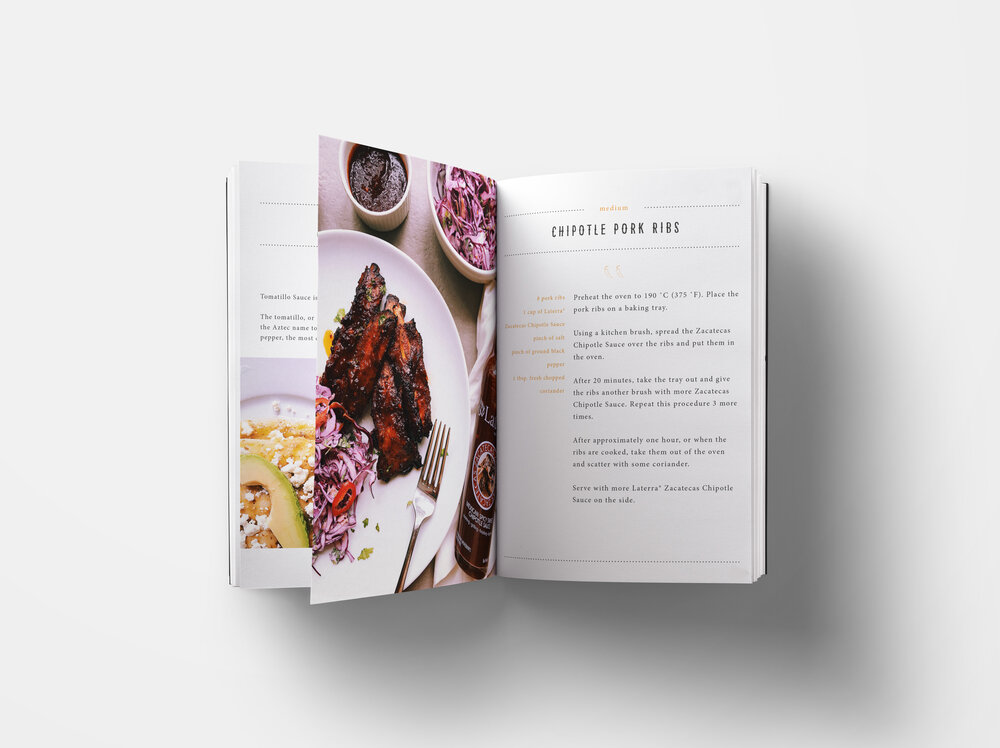 Tomatillo Sauce is
The tomatillo, or
the Aztec name to
pepper, the most
medium
CHIPOTLE PORK RIBS
pork ribs
1 cup of Laterra®
Zacatecas Chipotle Sauce
pinch of salt
pinch of ground black
pepper
1 tbsp. fresh chopped
coriander
Preheat the oven to 190 °C (375 °F). Place the
pork ribs on a baking tray.
Using a kitchen brush, spread the Zacatecas
Chipotle Sauce over the ribs and put them in
the oven.
After 20 minutes, take the tray out and give
the ribs another brush with more Zacatecas
Chipotle Sauce. Repeat this procedure 3 more
times.
After approximately one hour, or when the
ribs are cooked, take them out of the oven
and scatter with some coriander.
Serve with more Laterra® Zacatecas Chipotle
Sauce on the side.
CHIPOTLE SAUCE